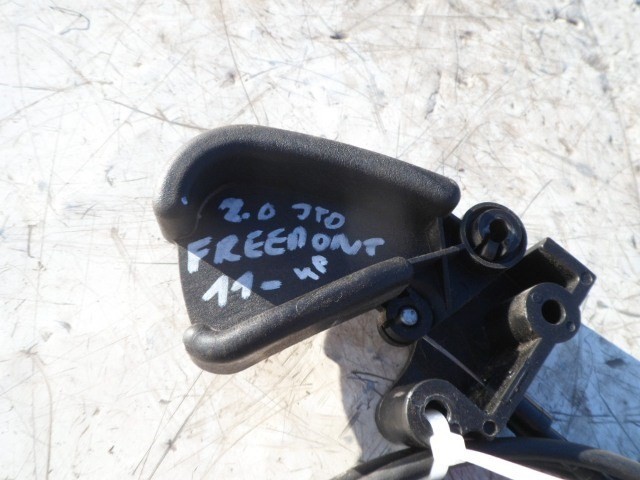 2.0 JTD
FREEMONT
11- HP